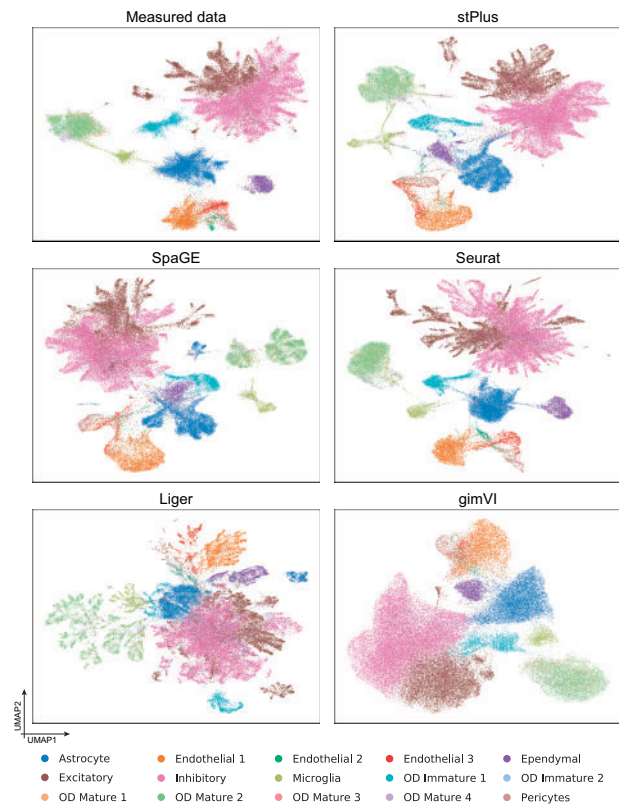 Measured data
stPlus
SpaGE
Seurat
Liger
gimVI
UMAP2
UMAP1
Astrocyte
Endothelial 1
Endothelial 2
Endothelial 3
Ependymal
Excitatory
Inhibitory
Microglia
OD Immature 1
OD Immature 2
OD Mature 1
OD Mature 2
OD Mature 3
OD Mature 4
Pericytes